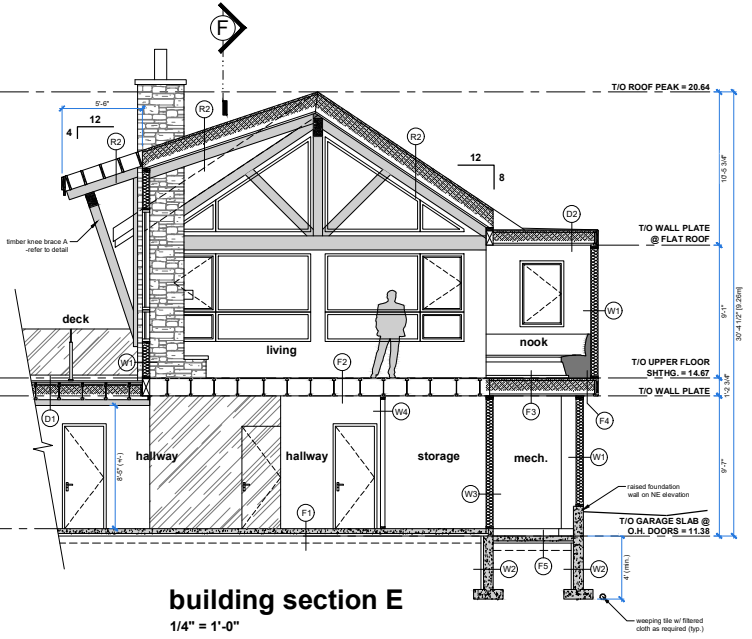 F
T/O ROOF PEAK = 20.64
5'-6"
12
4
R2
R2
R2
12
8
10'-5 3/4"
D2
T/O WALL PLATE
@ FLAT ROOF
timber knee brace A
-refer to detail
30'-4 1/2" [9.26m]
9'-1"
deck
W1
living
nook
W1
F2
T/O UPPER FLOOR
SHTHG. = 14.67
1'-2 3/4"
T/O WALL PLATE
D1
F3
F4
W4
8'-5" (+/-)
hallway
hallway
storage
mech.
W1
9'-7"
W3
raised foundation
wall on NE elevation
F1
T/O GARAGE SLAB @
O.H. DOORS = 11.38
W2
F5
W2
4' (min.)
building section E
1/4" = 1'-0"
weeping tile w/ filtered
cloth as required (typ.)